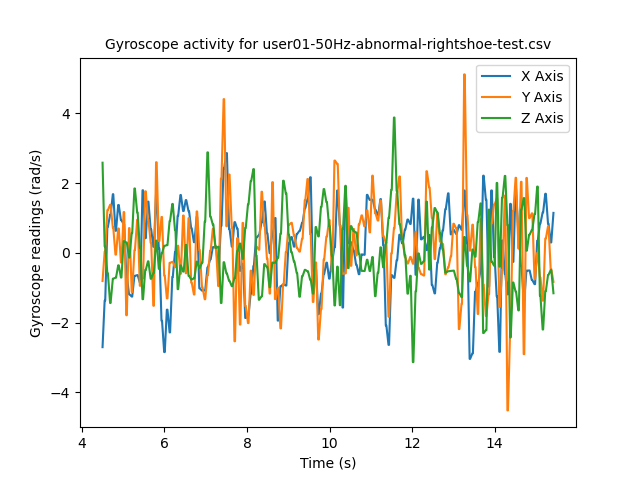 Gyroscope activity for user01-50Hz-abnormal-rightshoe-test.csv
X Axis
Y Axis
Z Axis
Gyroscope readings (rad/s)
4
2
0
−2
−4
4
6
8
10
12
14
Time (s)